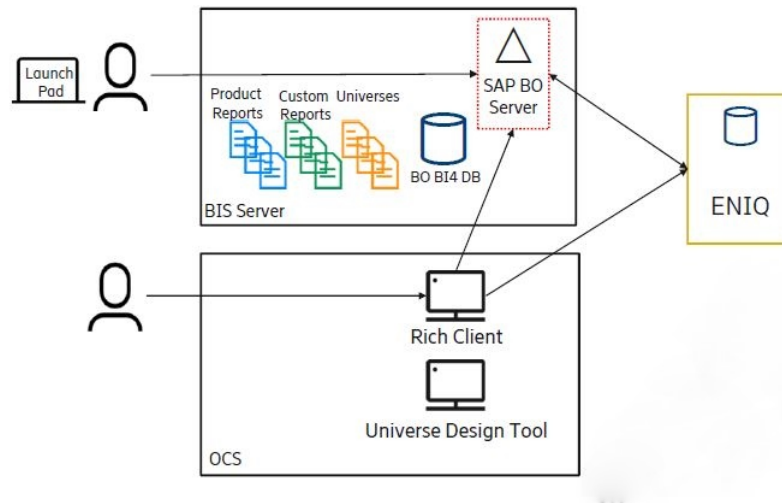 Launch
Pad
Product
Reports
Custom
Reports
Universes
BO BI4 DB
SAP BO
Server
BIS Server
ENIQ
Rich Client
Universe Design Tool
OCS